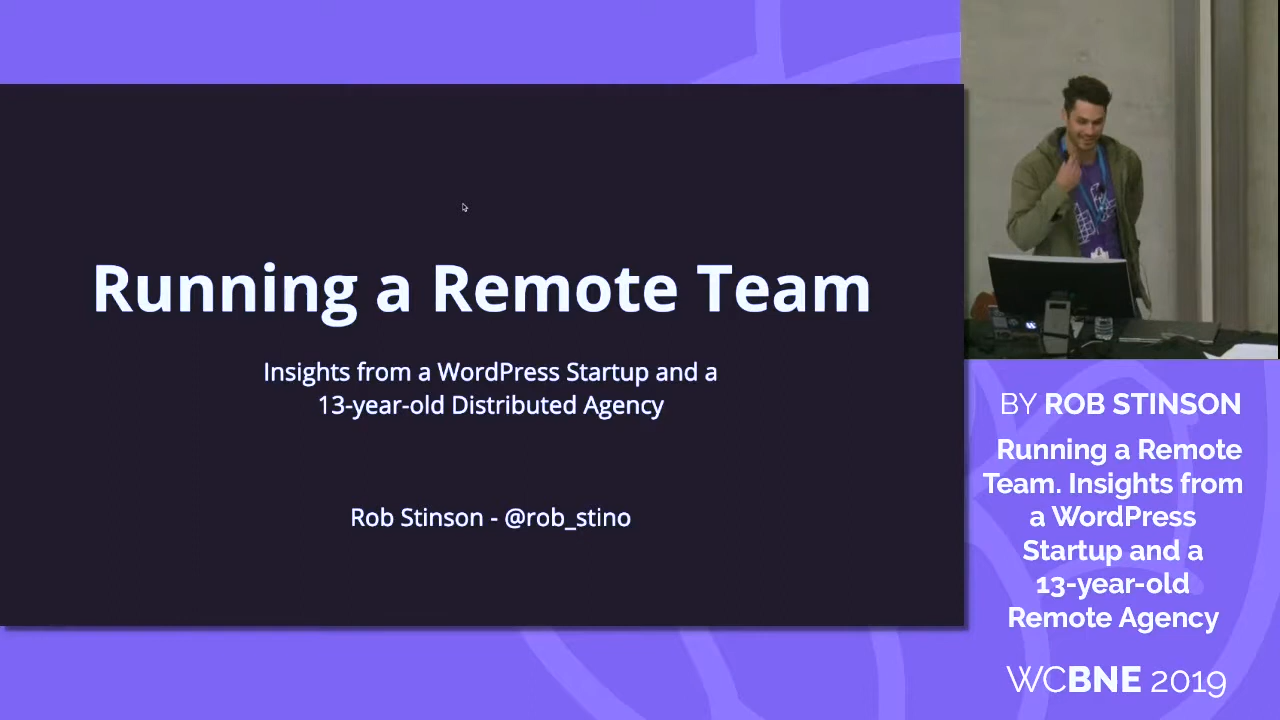 Running a Remote Team
Insights from a WordPress Startup and a
13-year-old Distributed Agency
Rob Stinson - @rob_stino
BY ROB STINSON
Running a Remote
Team. Insights from
a WordPress
Startup and a
13-year-old
Remote Agency
WCBNE 2019